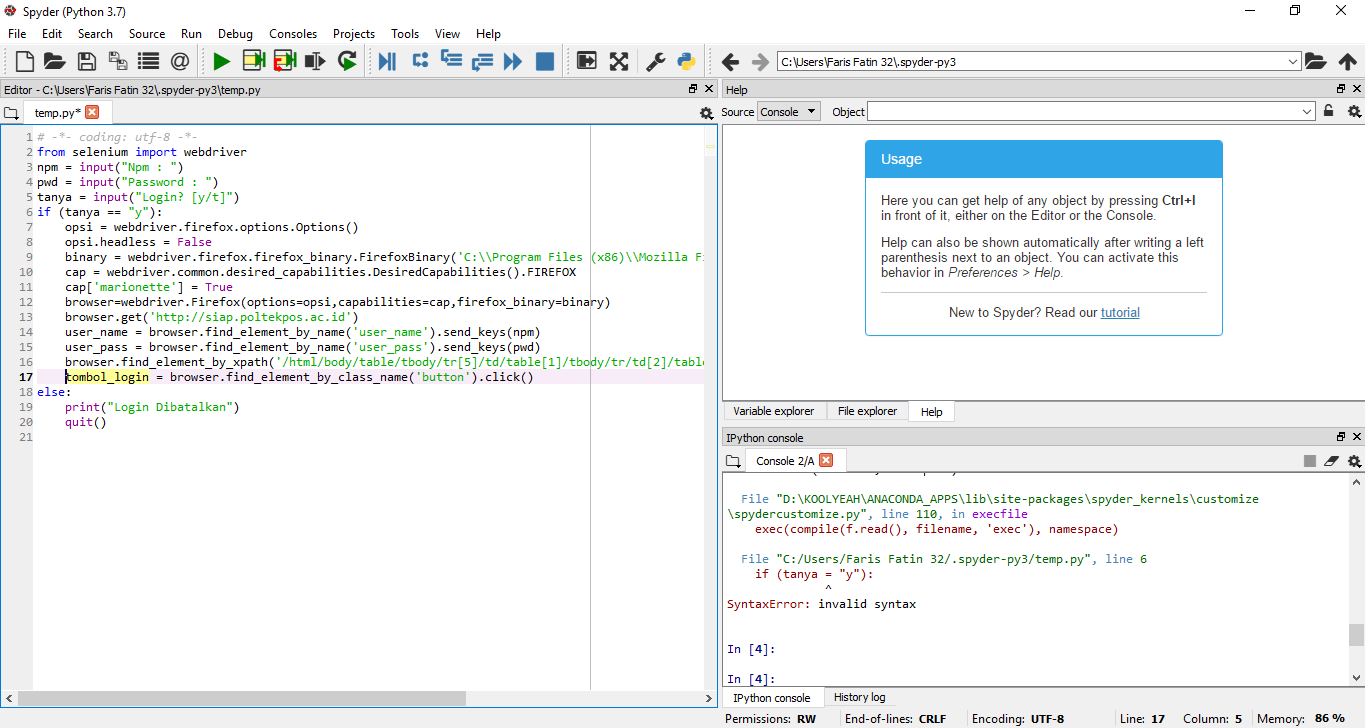 Spyder (Python 3.7)
File Edit Search Source Run Debug Consoles Projects Tools View Help
C:\Users\Faris Fatin 32\.spyder-py3
Editor - C:\Users\Faris Fatin 32\.spyder-py3\temp.py
temp.py*
1 # -*- coding: utf-8 -*-
2 from selenium import webdriver
3 npm = input("Npm : ")
4 pwd = input("Password : ")
5 tanya = input("Login? [y/t]")
6 if (tanya == "y"):
7     opsi = webdriver.firefox.options.Options()
8     opsi.headless = False
9     binary = webdriver.firefox.firefox_binary.FirefoxBinary('C:\\Program Files (x86)\\Mozilla F
10     cap = webdriver.common.desired_capabilities.DesiredCapabilities().FIREFOX
11     cap['marionette'] = True
12     browser=webdriver.Firefox(options=opsi,capabilities=cap,firefox_binary=binary)
13     browser.get('http://siap.poltekpos.ac.id')
14     user_name = browser.find_element_by_name('user_name').send_keys(npm)
15     user_pass = browser.find_element_by_name('user_pass').send_keys(pwd)
16     browser.find_element_by_xpath('/html/body/table/tbody/tr[5]/td/table[1]/tbody/tr/td[2]/table
17     tombol_login = browser.find_element_by_class_name('button').click()
18 else:
19     print("Login Dibatalkan")
20     quit()
21
Help
Source Console Object
Usage
Here you can get help of any object by pressing Ctrl+I
in front of it, either on the Editor or the Console.
Help can also be shown automatically after writing a left
parenthesis next to an object. You can activate this
behavior in Preferences > Help.
New to Spyder? Read our tutorial
Variable explorer File explorer Help
IPython console
Console 2/A
File "D:\KOOLYEAH\ANACONDA_APPS\lib\site-packages\spyder_kernels\customize
\spydercustomize.py", line 110, in execfile
exec(compile(f.read(), filename, 'exec'), namespace)
File "C:/Users/Faris Fatin 32/.spyder-py3/temp.py", line 6
if (tanya = "y"):
^
SyntaxError: invalid syntax
In [4]:
In [4]:
IPython console History log
Permissions: RW End-of-lines: CRLF Encoding: UTF-8 Line: 17 Column: 5 Memory: 86 %